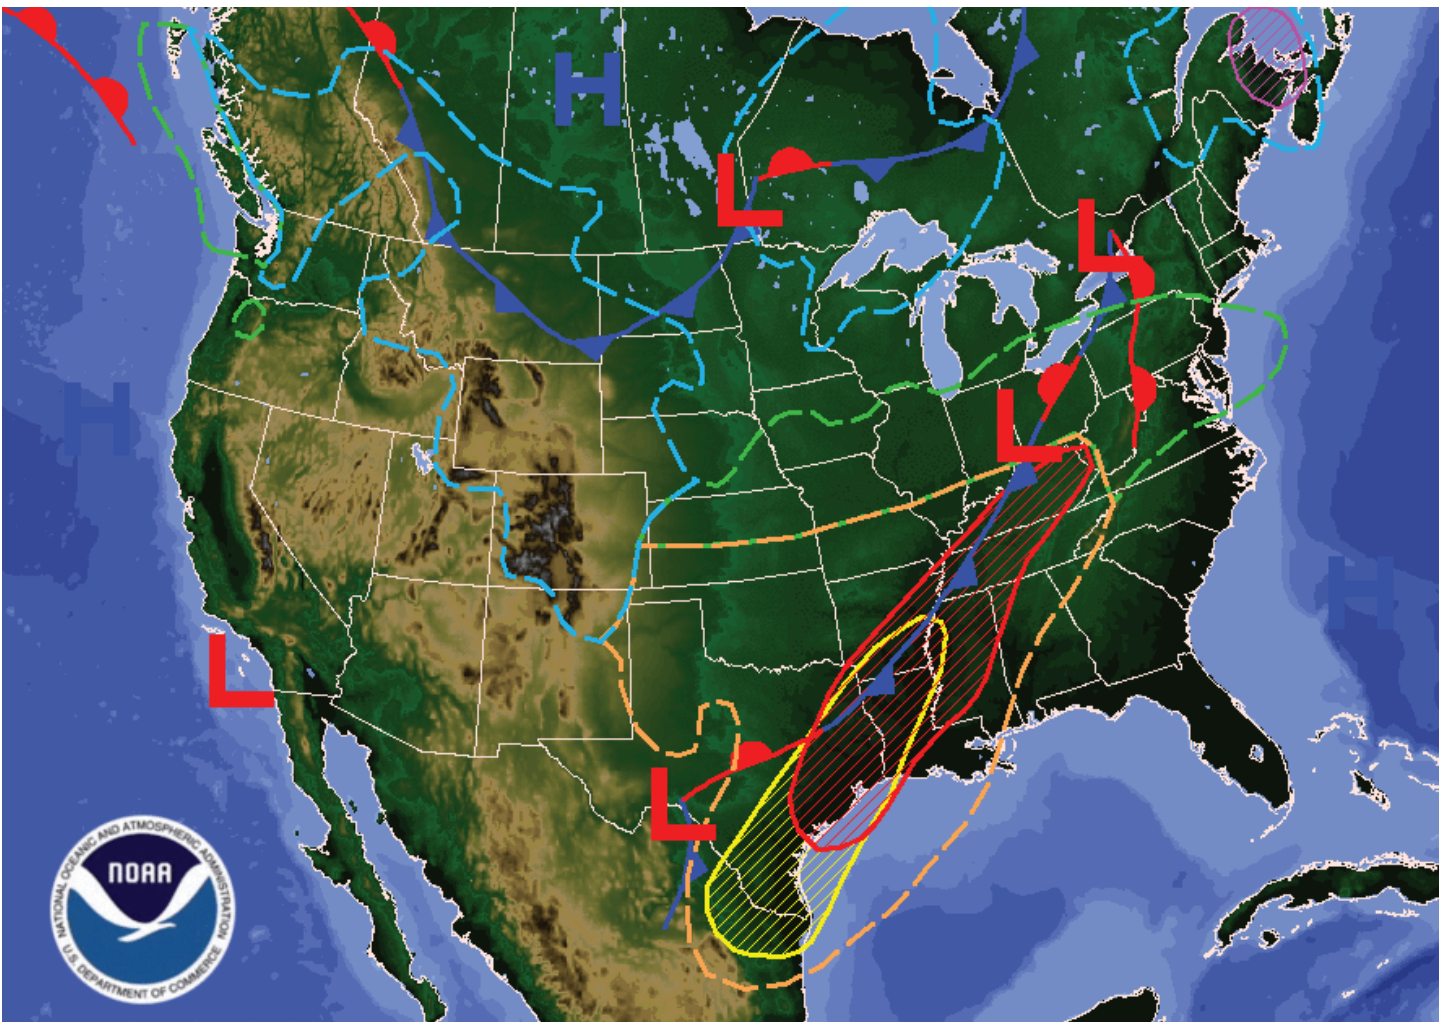 H
L
L
H
L
H
L
L
NOAA
NATIONAL OCEANIC AND ATMOSPHERIC ADMINISTRATION
U.S. DEPARTMENT OF COMMERCE